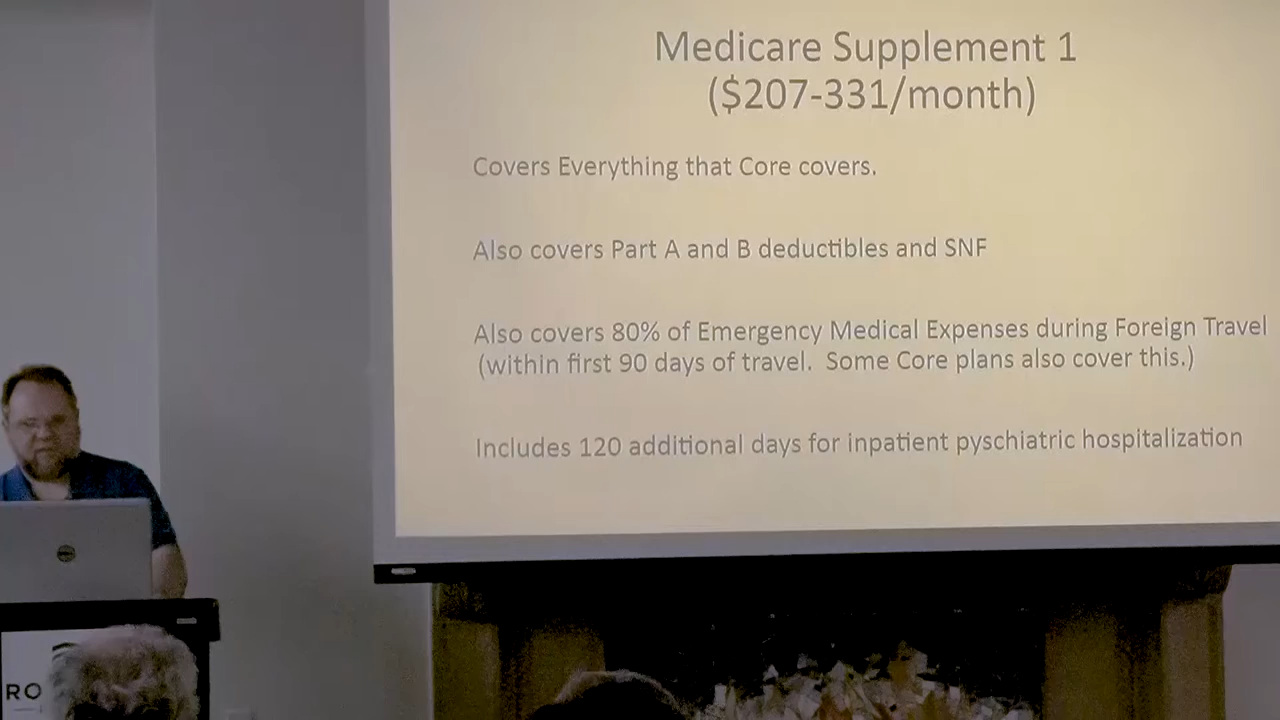 Medicare Supplement 1
($207-331/month)
Covers Everything that Core covers.
Also covers Part A and B deductibles and SNF
Also covers 80% of Emergency Medical Expenses during Foreign Travel
(within first 90 days of travel.  Some Core plans also cover this.)
Includes 120 additional days for inpatient pyschiatric hospitalization
RO